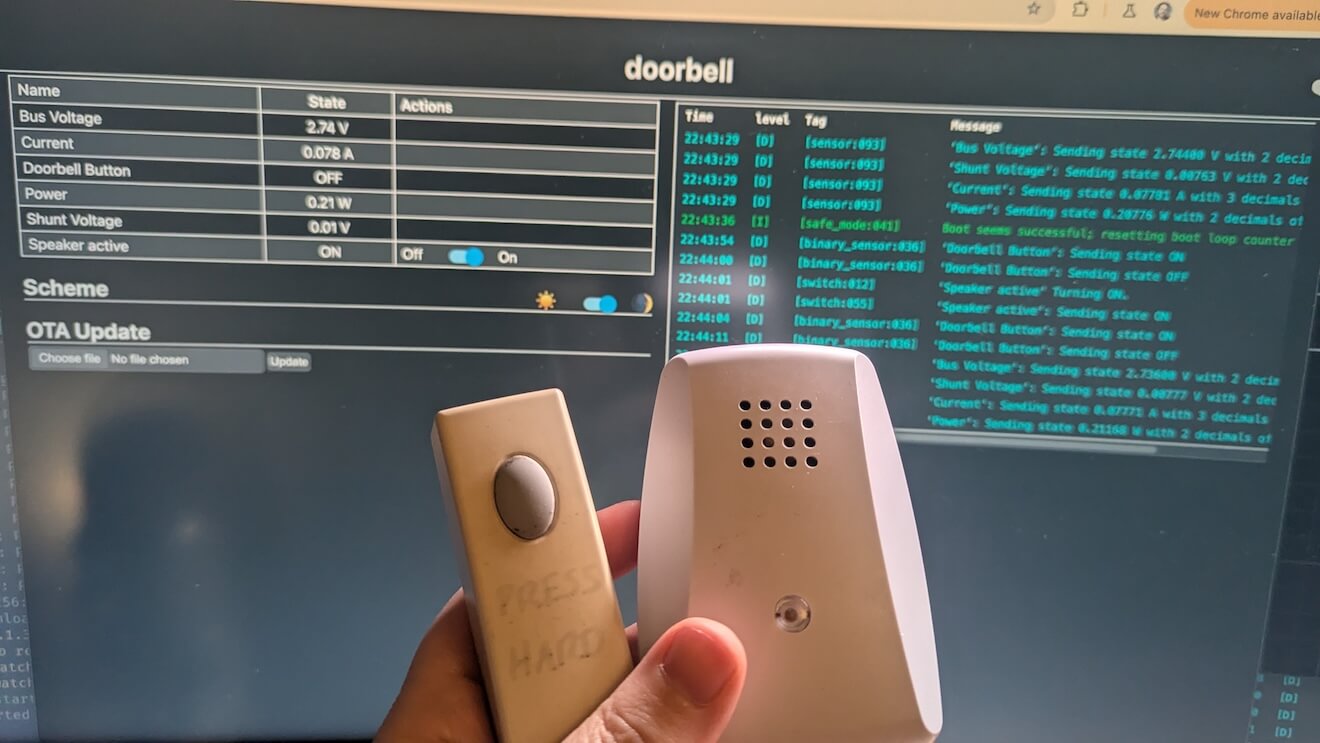 New Chrome available
doorbell
Name State Actions
Bus Voltage 2.74 V
Current 0.078 A
Doorbell Button OFF
Power 0.21 W
Shunt Voltage 0.01 V
Speaker active ON Off On
Scheme
OTA Update
Choose file No file chosen Update
Time level Tag Message
22:43:29 [D] [sensor:093] 'Bus Voltage': Sending state 2.74400 V with 2 decim
22:43:29 [D] [sensor:093] 'Shunt Voltage': Sending state 0.00763 V with 2 dec
22:43:29 [D] [sensor:093] 'Current': Sending state 0.07781 A with 3 decimals
22:43:29 [D] [sensor:093] 'Power': Sending state 0.20776 W with 2 decimals of
22:43:36 [I] [safe_mode:041] Boot seems successful; resetting boot loop counter
22:43:54 [D] [binary_sensor:036] 'Doorbell Button': Sending state ON
22:44:00 [D] [binary_sensor:036] 'Doorbell Button': Sending state OFF
22:44:01 [D] [switch:012] 'Speaker active' Turning ON.
22:44:01 [D] [switch:055] 'Speaker active': Sending state ON
22:44:04 [D] [binary_sensor:036] 'Doorbell Button': Sending state ON
22:44:11 [D] [binary_sensor:036] 'Doorbell Button': Sending state OFF
'Bus Voltage': Sending state 2.73600 V with 2 decim
'Shunt Voltage': Sending state 0.00777 V with 2 dec
'Current': Sending state 0.07771 A with 3 decimals
'Power': Sending state 0.21168 W with 2 decimals of
PRESS
HARD
[D]
[D]
[D]
[D]